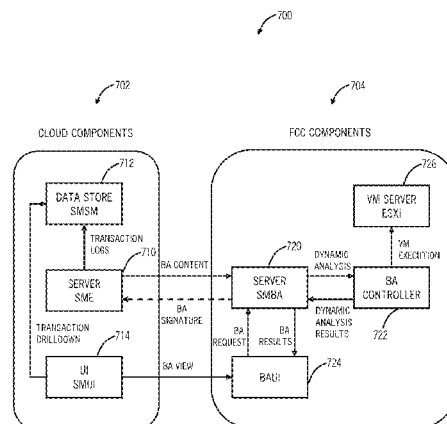 700
702
704
CLOUD COMPONENTS
FCC COMPONENTS
712
DATA STORE
SMSM
726
VM SERVER
ESXi
TRANSACTION
LOGS
710
720
DYNAMIC
ANALYSIS
VM
EXECUTION
SERVER
SME
BA CONTENT
SERVER
SMBA
BA
CONTROLLER
BA
SIGNATURE
DYNAMIC
ANALYSIS
RESULTS
722
TRANSACTION
DRILLDOWN
714
BA
REQUEST
BA
RESULTS
UI
SMUI
BA VIEW
BAUI
724